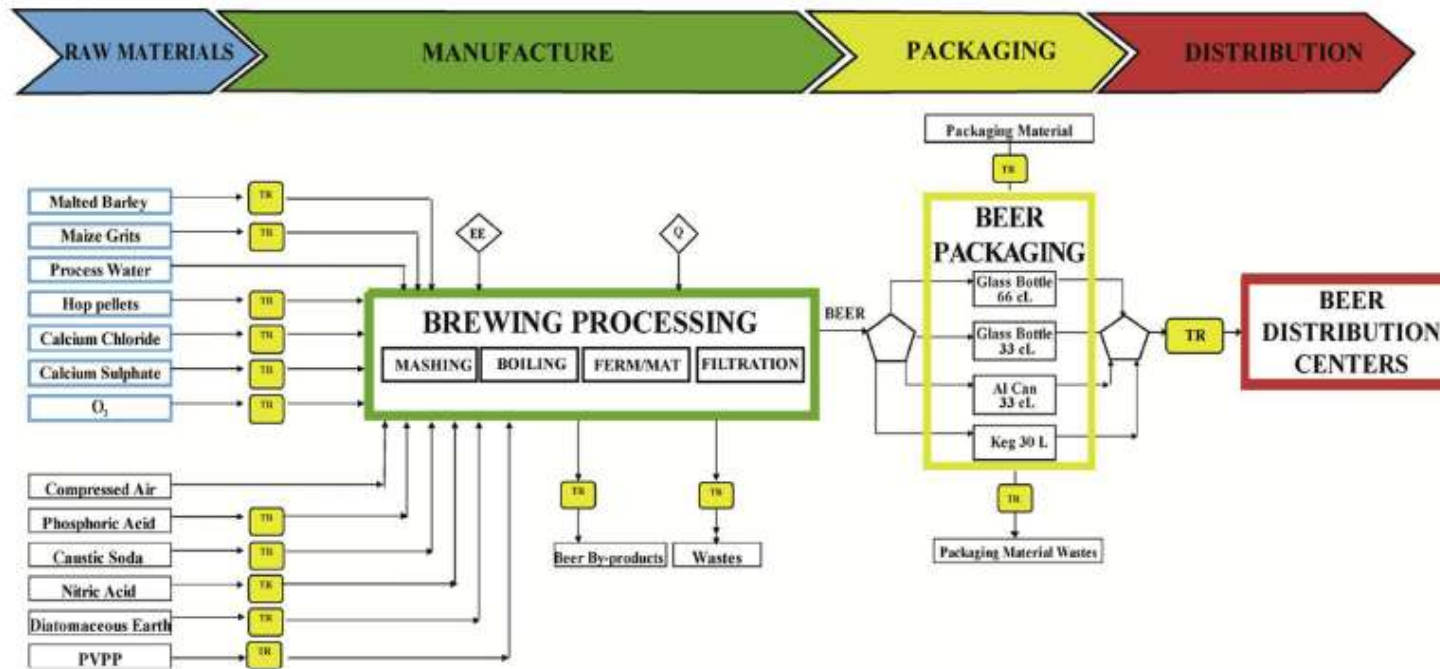 RAW MATERIALS
MANUFACTURE
PACKAGING
DISTRIBUTION
Packaging Material
TR
Malted Barley
TR
Maize Grits
TR
Process Water
Hop pellets
TR
Calcium Chloride
TR
Calcium Sulphate
TR
O₃
TR
EE
Q
BREWING PROCESSING
MASHING
BOILING
FERM/MAT
FILTRATION
BEER
BEER
PACKAGING
Glass Bottle
66 cL
Glass Bottle
33 cL
Al Can
33 cL
Keg 30 L
TR
BEER
DISTRIBUTION
CENTERS
Compressed Air
Phosphoric Acid
TR
Caustic Soda
TR
Nitric Acid
TR
Diatomaceous Earth
TR
PVPP
TR
TR
TR
Beer By-products
Wastes
TR
Packaging Material Wastes